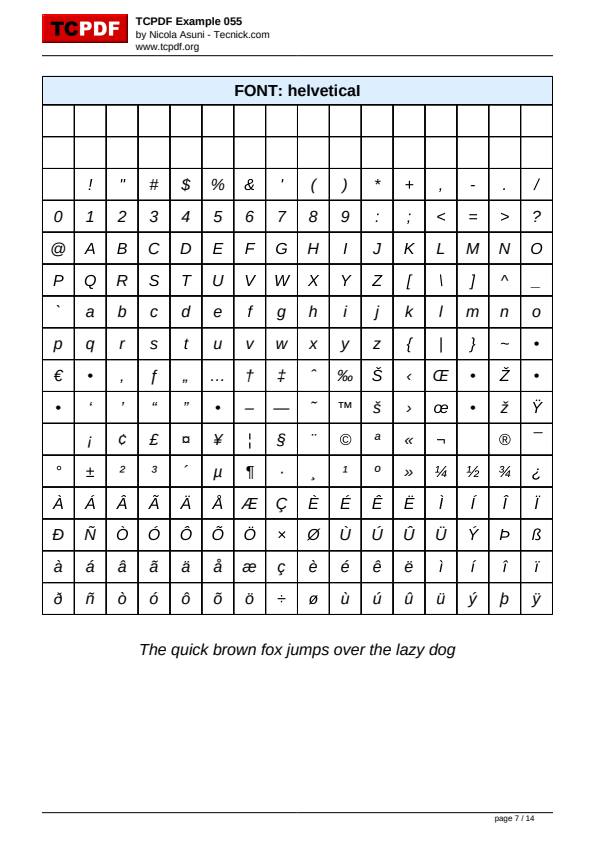 TCPDF
TCPDF Example 055
by Nicola Asuni - Tecnick.com
www.tcpdf.org
FONT: helveticaI
! " # $ % & ' ( ) * + , - . /
0 1 2 3 4 5 6 7 8 9 : ; < = > ?
@ A B C D E F G H I J K L M N O
P Q R S T U V W X Y Z [ \ ] ^ _
` a b c d e f g h i j k l m n o
p q r s t u v w x y z { | } ~ •
€ • ‚ ƒ „ … † ‡ ˆ ‰ Š ‹ Œ • Ž •
• ‘ ’ “ ” • – — ˜ ™ š › œ • ž Ÿ
¡ ¢ £ ¤ ¥ ¦ § ¨ © ª « ¬ ® ¯
° ± ² ³ ´ µ ¶ · ¸ ¹ º » ¼ ½ ¾ ¿
À Á Â Ã Ä Å Æ Ç È É Ê Ë Ì Í Î Ï
Ð Ñ Ò Ó Ô Õ Ö × Ø Ù Ú Û Ü Ý Þ ß
à á â ã ä å æ ç è é ê ë ì í î ï
ð ñ ò ó ô õ ö ÷ ø ù ú û ü ý þ ÿ
The quick brown fox jumps over the lazy dog
page 7 / 14